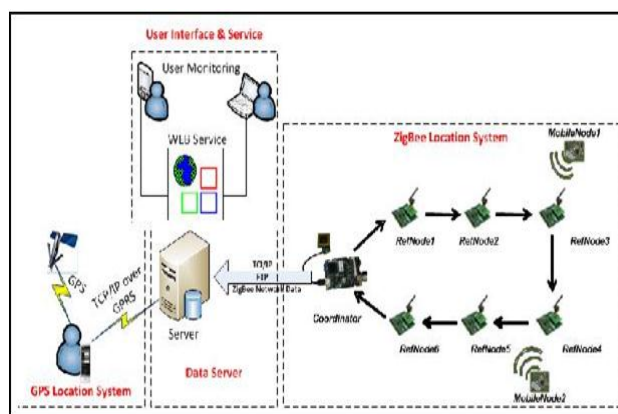 User Interface & Service
User Monitoring
WEB Service
ZigBee Location System
MobileNode1
RefNode1
RefNode2
RefNode3
GPS
TCP/IP over
GPRS
TCP/IP
FTP
ZigBee Network Data
Coordinator
Server
RefNode6
RefNode5
RefNode4
MobileNode2
Data Server
GPS Location System